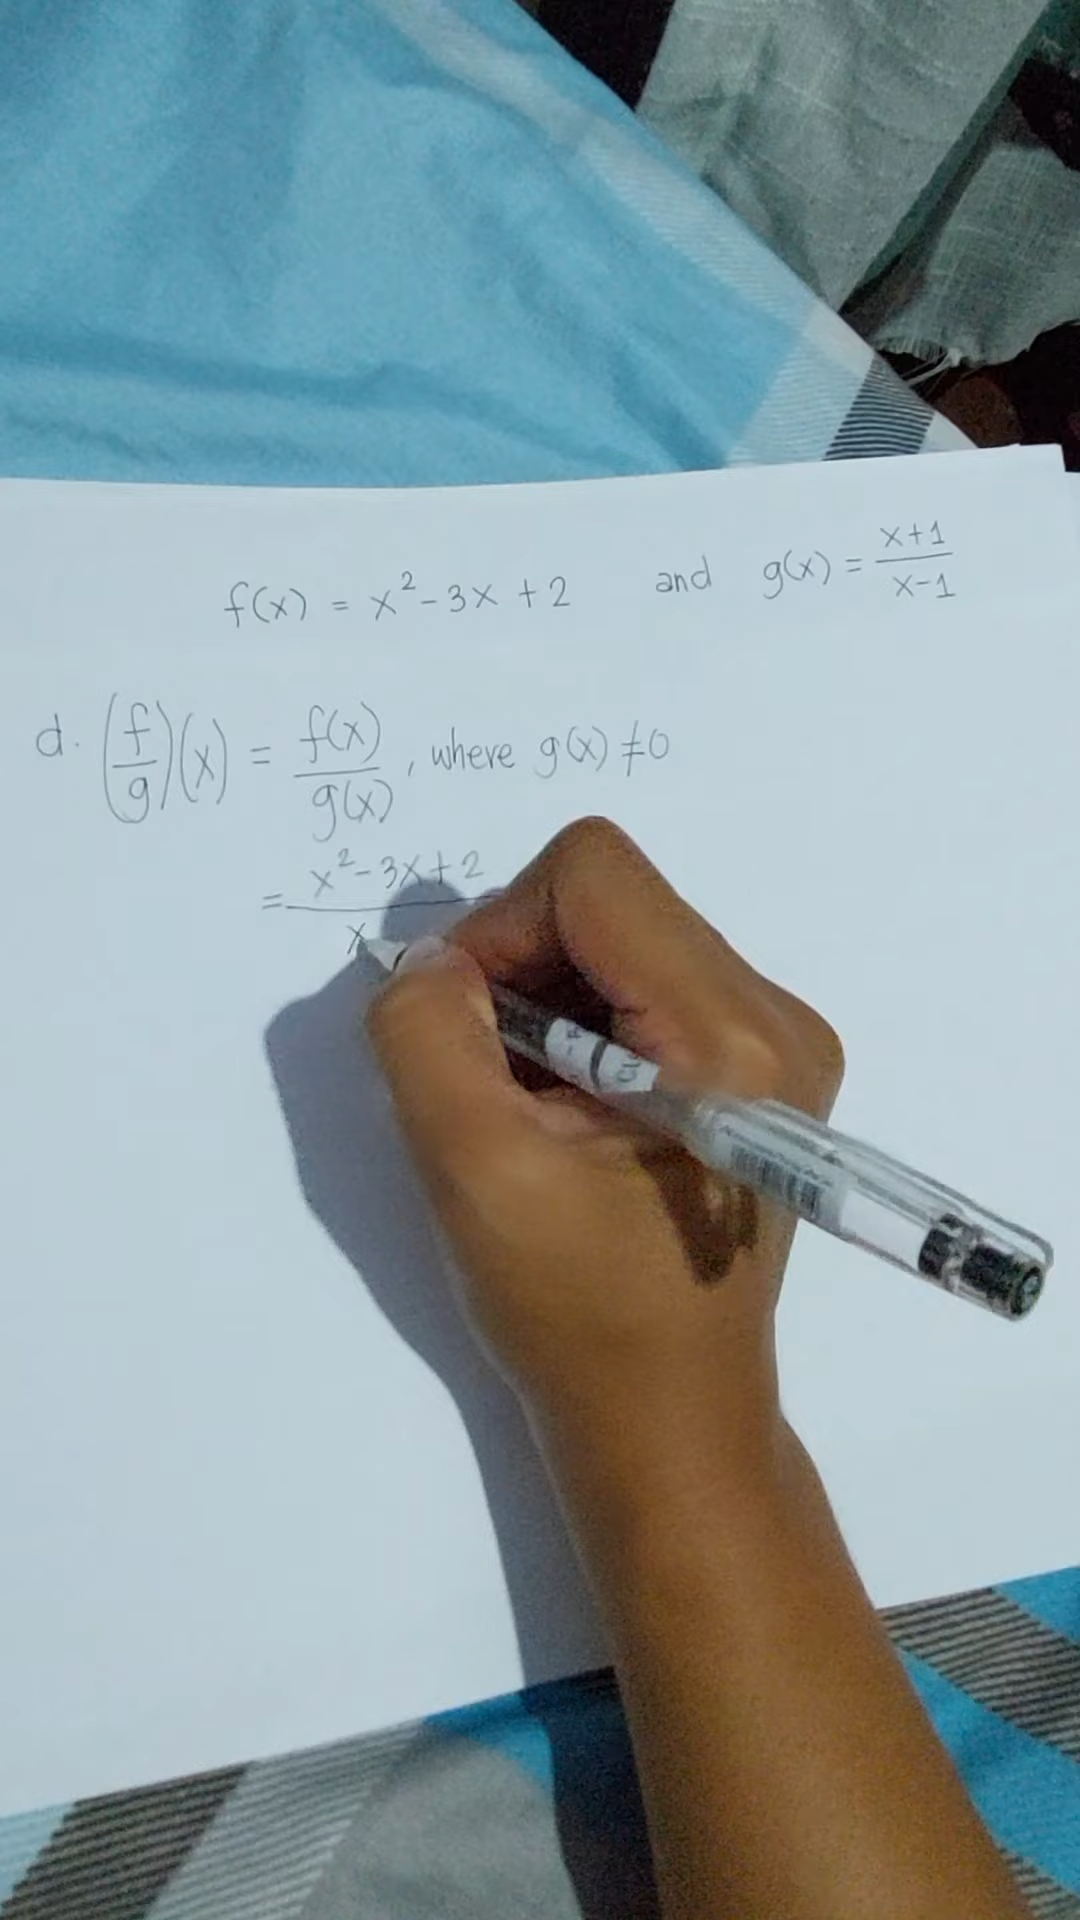 f(x) = x² - 3x + 2 and g(x) = x+1 / x-1
d. (f/g)(x) = f(x) / g(x), where g(x) ≠ 0
= x² - 3x + 2 / x